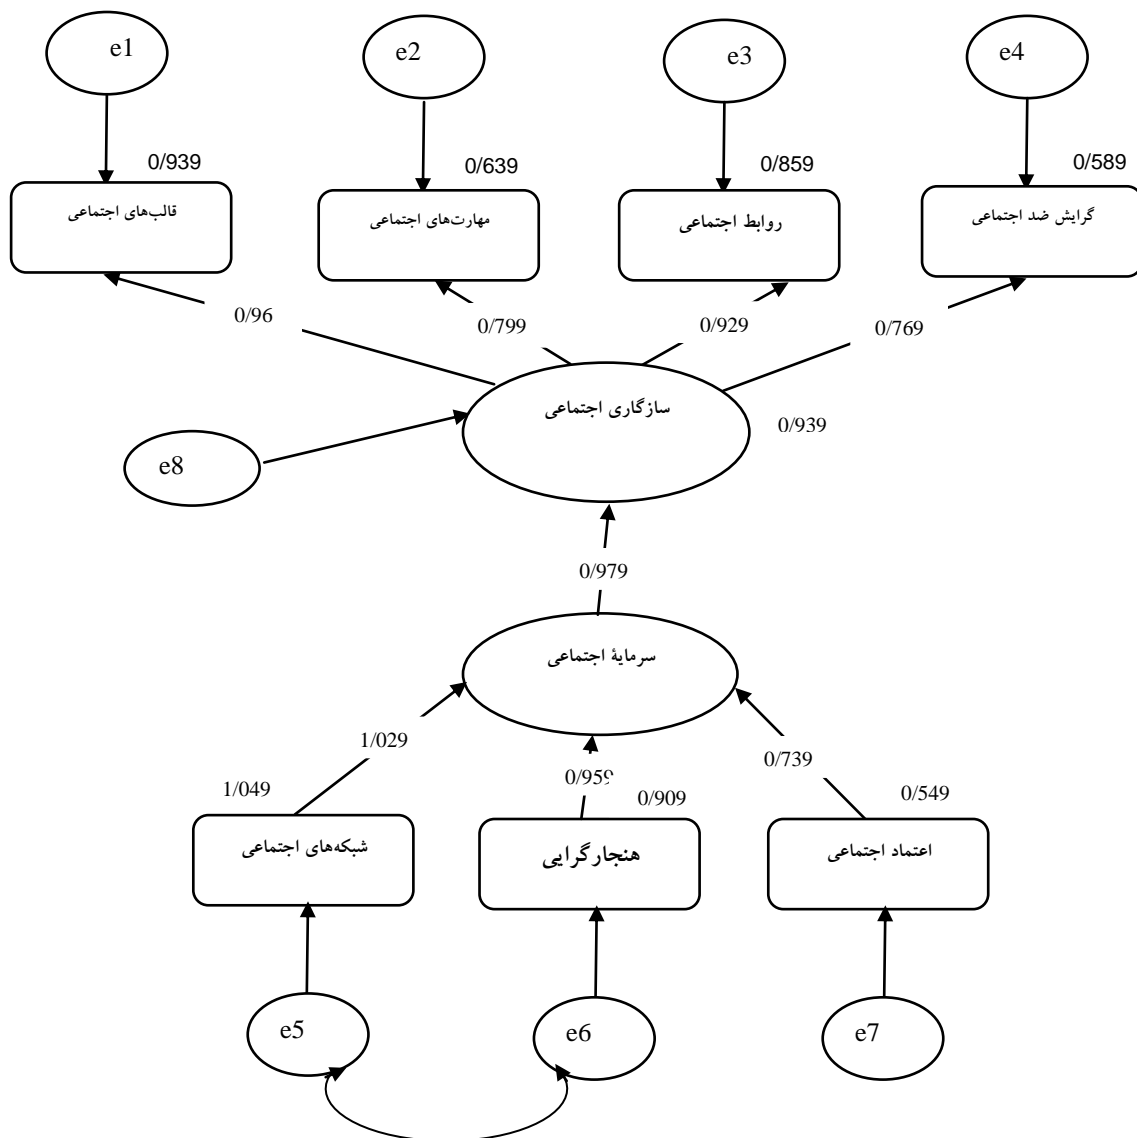 e1
e2
e3
e4
0/939
0/639
0/859
0/589
قالب‌های اجتماعی
مهارت‌های اجتماعی
روابط اجتماعی
گرایش ضد اجتماعی
0/96
0/799
0/929
0/769
سازگاری اجتماعی
0/939
e8
0/979
سرمایۀ اجتماعی
1/029
0/959
0/739
1/049
0/909
0/549
شبکه‌های اجتماعی
هنجارگرایی
اعتماد اجتماعی
e5
e6
e7